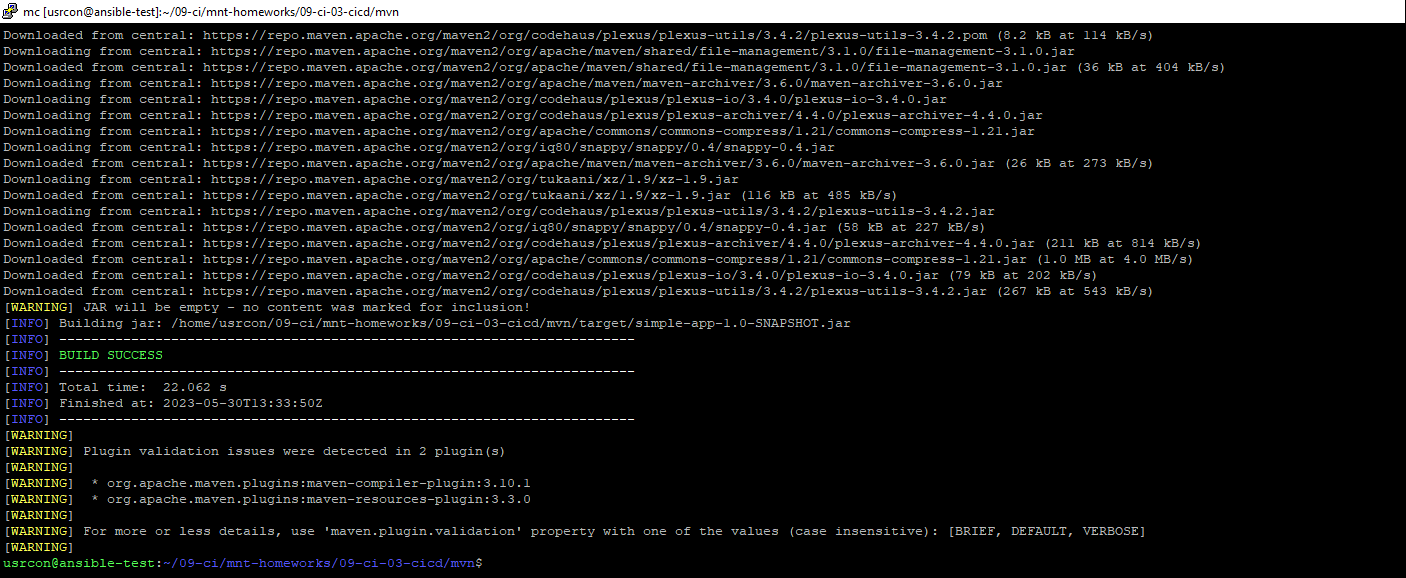 mc [usrcon@ansible-test]:~/09-ci/mnt-homeworks/09-ci-03-cicd/mvn
Downloaded from central: https://repo.maven.apache.org/maven2/org/codehaus/plexus/plexus-utils/3.4.2/plexus-utils-3.4.2.pom (8.2 kB at 114 kB/s)
Downloading from central: https://repo.maven.apache.org/maven2/org/apache/maven/shared/file-management/3.1.0/file-management-3.1.0.jar
Downloaded from central: https://repo.maven.apache.org/maven2/org/apache/maven/shared/file-management/3.1.0/file-management-3.1.0.jar (36 kB at 404 kB/s)
Downloading from central: https://repo.maven.apache.org/maven2/org/apache/maven/maven-archiver/3.6.0/maven-archiver-3.6.0.jar
Downloading from central: https://repo.maven.apache.org/maven2/org/codehaus/plexus/plexus-io/3.4.0/plexus-io-3.4.0.jar
Downloading from central: https://repo.maven.apache.org/maven2/org/codehaus/plexus/plexus-archiver/4.4.0/plexus-archiver-4.4.0.jar
Downloading from central: https://repo.maven.apache.org/maven2/org/apache/commons/commons-compress/1.21/commons-compress-1.21.jar
Downloading from central: https://repo.maven.apache.org/maven2/org/iq80/snappy/snappy/0.4/snappy-0.4.jar
Downloaded from central: https://repo.maven.apache.org/maven2/org/apache/maven/maven-archiver/3.6.0/maven-archiver-3.6.0.jar (26 kB at 273 kB/s)
Downloading from central: https://repo.maven.apache.org/maven2/org/tukaani/xz/1.9/xz-1.9.jar
Downloaded from central: https://repo.maven.apache.org/maven2/org/tukaani/xz/1.9/xz-1.9.jar (116 kB at 485 kB/s)
Downloading from central: https://repo.maven.apache.org/maven2/org/codehaus/plexus/plexus-utils/3.4.2/plexus-utils-3.4.2.jar
Downloaded from central: https://repo.maven.apache.org/maven2/org/iq80/snappy/snappy/0.4/snappy-0.4.jar (58 kB at 227 kB/s)
Downloaded from central: https://repo.maven.apache.org/maven2/org/codehaus/plexus/plexus-archiver/4.4.0/plexus-archiver-4.4.0.jar (211 kB at 814 kB/s)
Downloaded from central: https://repo.maven.apache.org/maven2/org/apache/commons/commons-compress/1.21/commons-compress-1.21.jar (1.0 MB at 4.0 MB/s)
Downloaded from central: https://repo.maven.apache.org/maven2/org/codehaus/plexus/plexus-io/3.4.0/plexus-io-3.4.0.jar (79 kB at 202 kB/s)
Downloaded from central: https://repo.maven.apache.org/maven2/org/codehaus/plexus/plexus-utils/3.4.2/plexus-utils-3.4.2.jar (267 kB at 543 kB/s)
[WARNING] JAR will be empty - no content was marked for inclusion!
[INFO] Building jar: /home/usrcon/09-ci/mnt-homeworks/09-ci-03-cicd/mvn/target/simple-app-1.0-SNAPSHOT.jar
[INFO] ------------------------------------------------------------------------
[INFO] BUILD SUCCESS
[INFO] ------------------------------------------------------------------------
[INFO] Total time:  22.062 s
[INFO] Finished at: 2023-05-30T13:33:50Z
[INFO] ------------------------------------------------------------------------
[WARNING]
[WARNING] Plugin validation issues were detected in 2 plugin(s)
[WARNING]
[WARNING]  * org.apache.maven.plugins:maven-compiler-plugin:3.10.1
[WARNING]  * org.apache.maven.plugins:maven-resources-plugin:3.3.0
[WARNING]
[WARNING] For more or less details, use 'maven.plugin.validation' property with one of the values (case insensitive): [BRIEF, DEFAULT, VERBOSE]
[WARNING]
usrcon@ansible-test:~/09-ci/mnt-homeworks/09-ci-03-cicd/mvn$